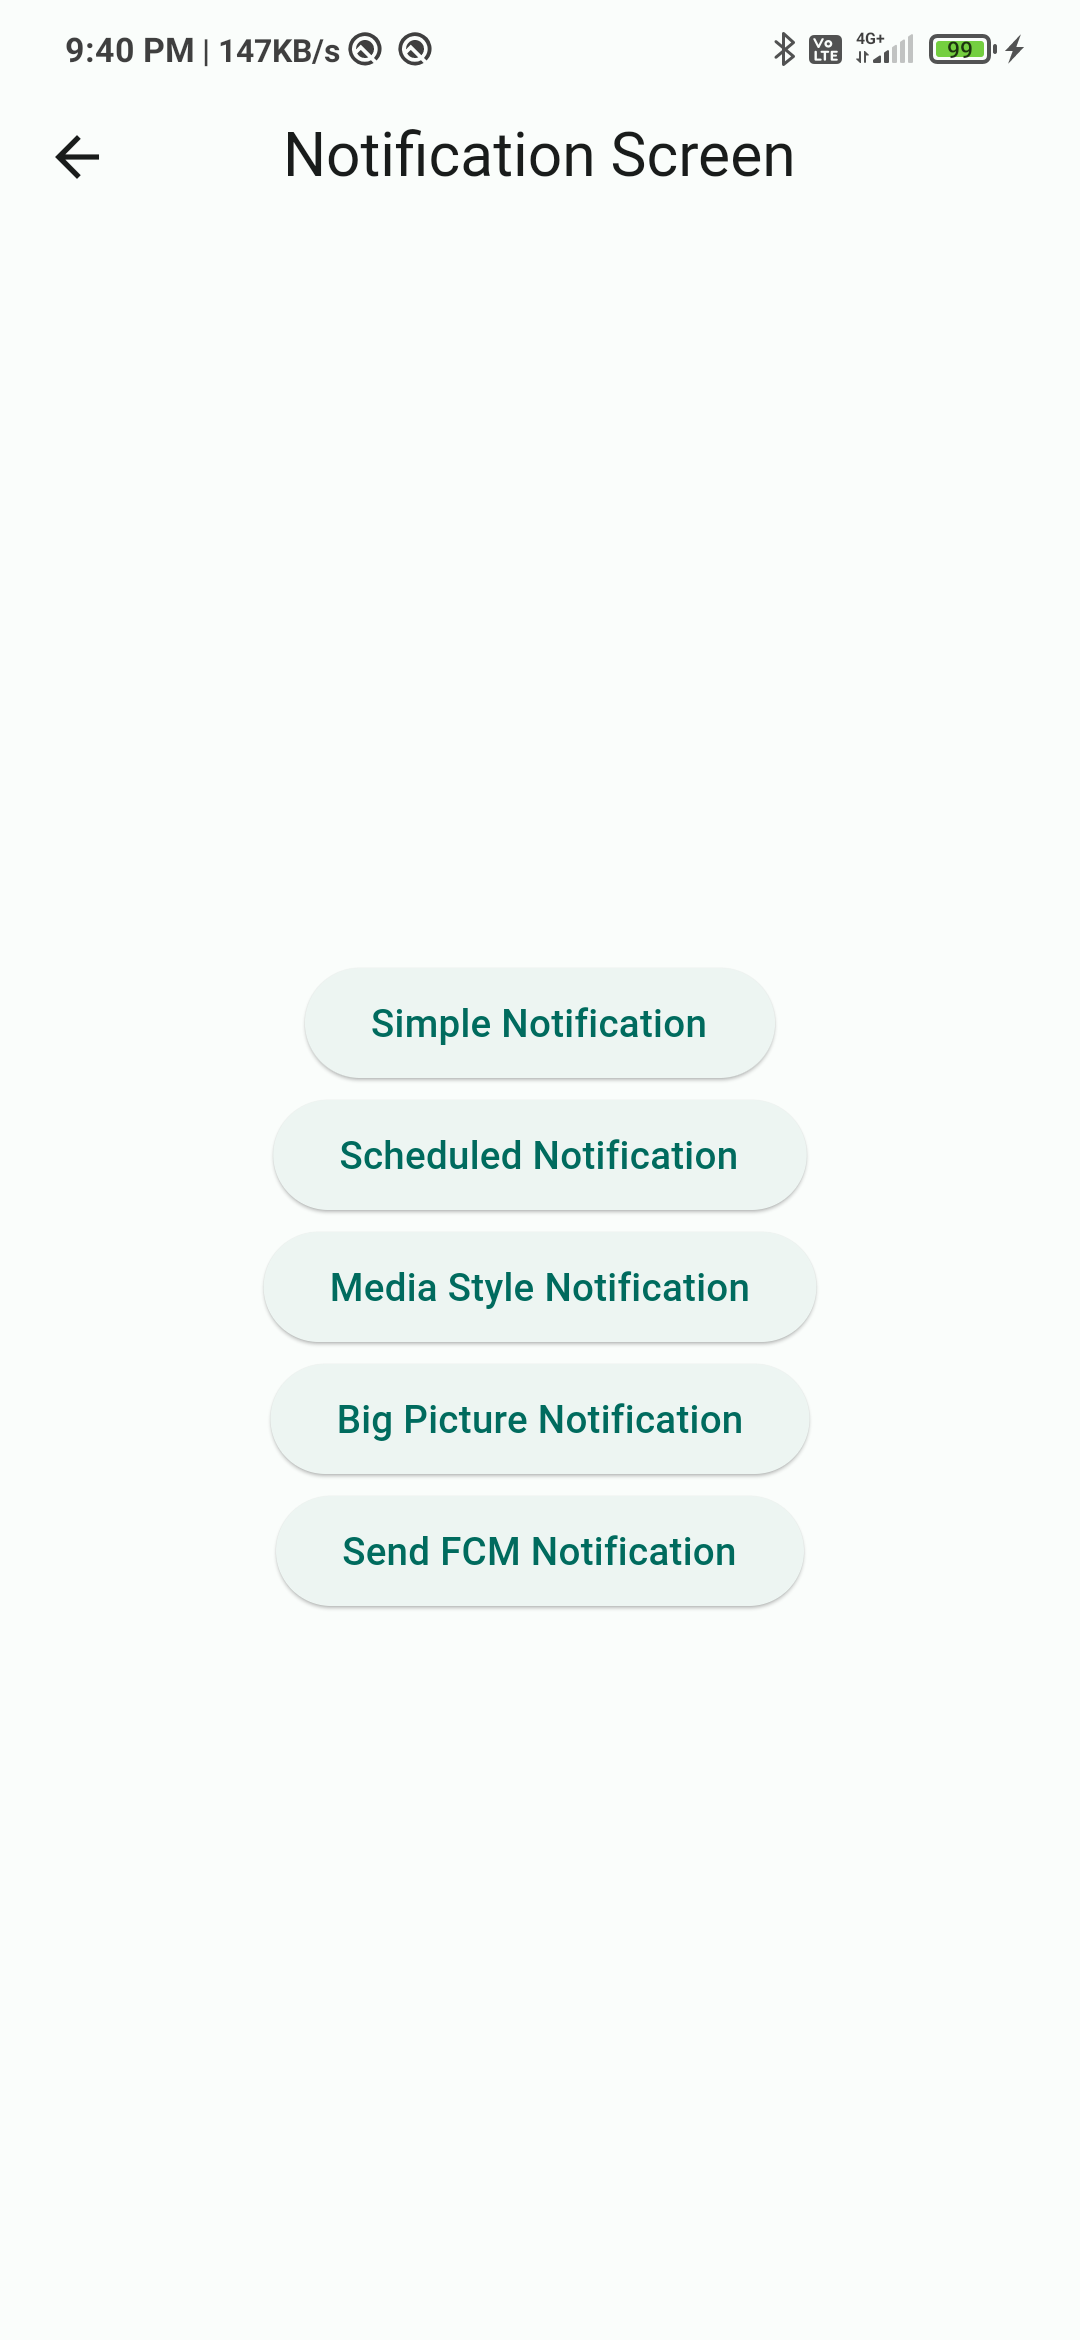 9:40 PM | 147KB/s Vo LTE 4G+ 99
Notification Screen
Simple Notification
Scheduled Notification
Media Style Notification
Big Picture Notification
Send FCM Notification